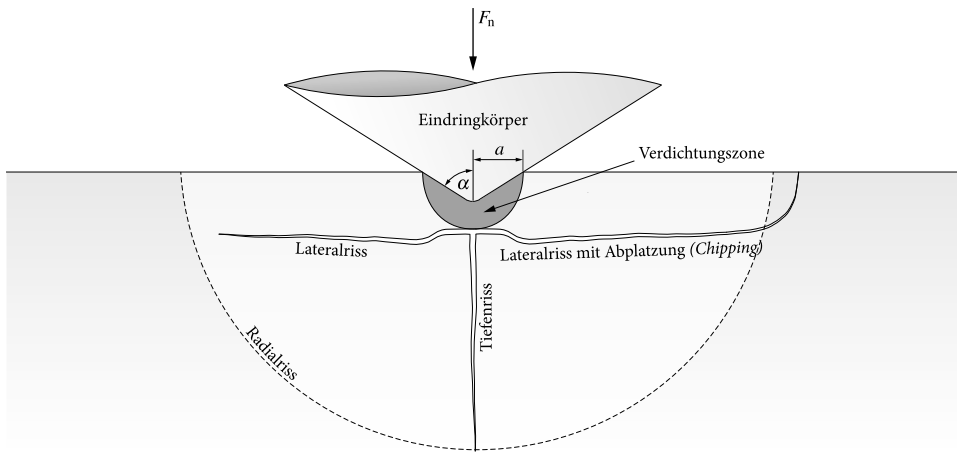 Fn
Eindringkörper
a
Verdichtungszone
α
Lateralriss
Lateralriss mit Abplatzung (Chipping)
Tiefenriss
Radialriss